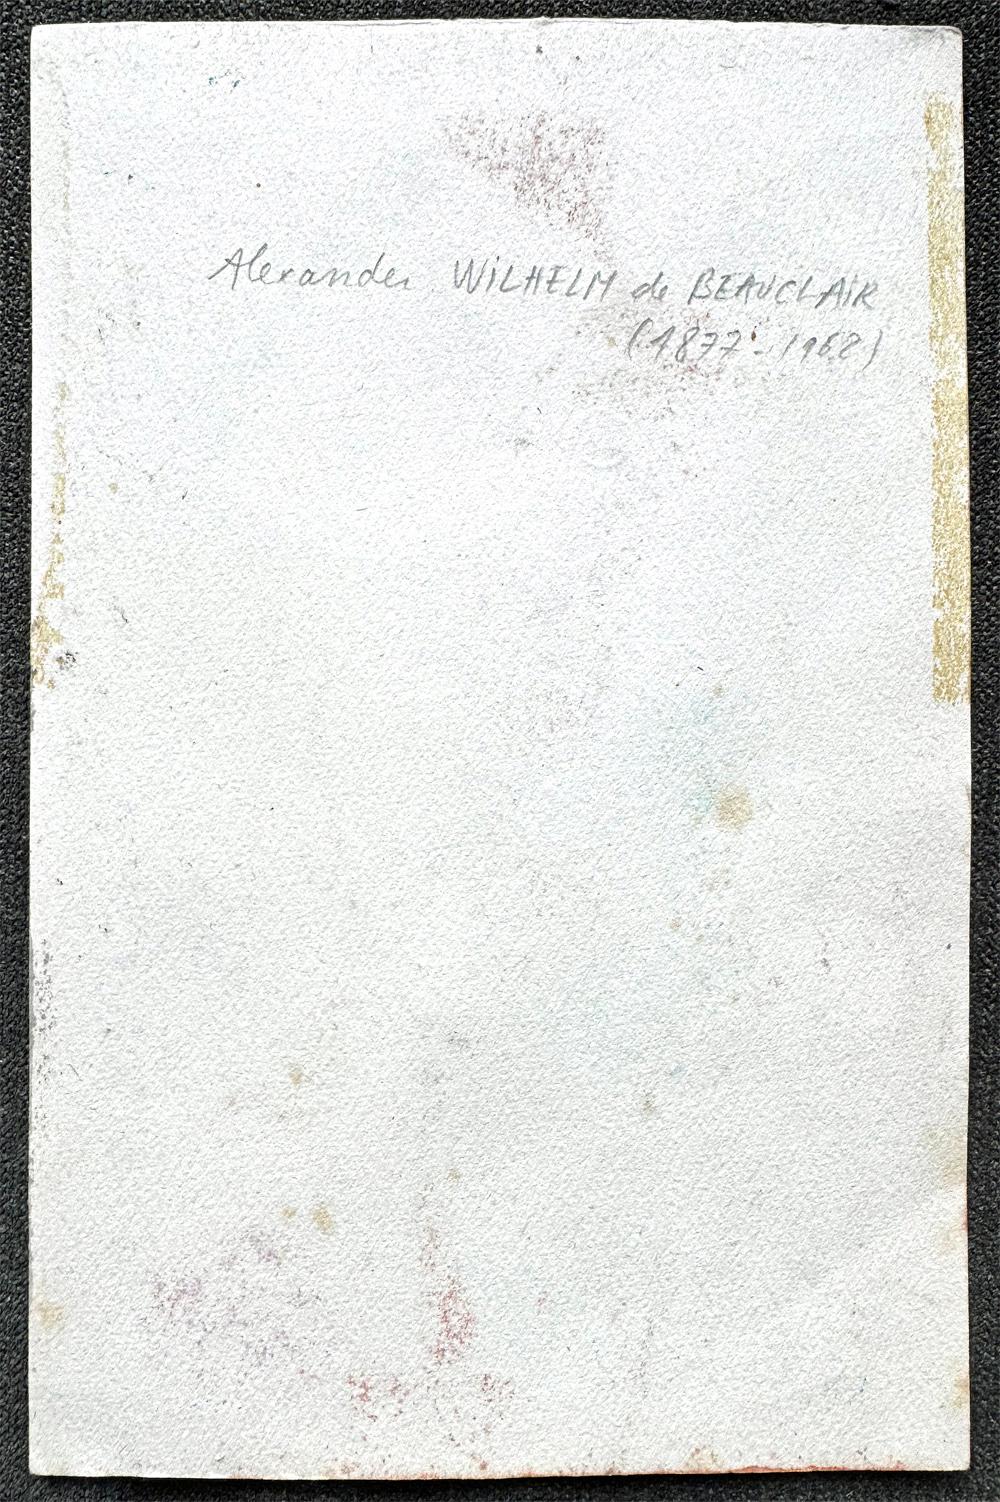 Alexander WiLHELM de BEAUCLAiR
(1877-1962)